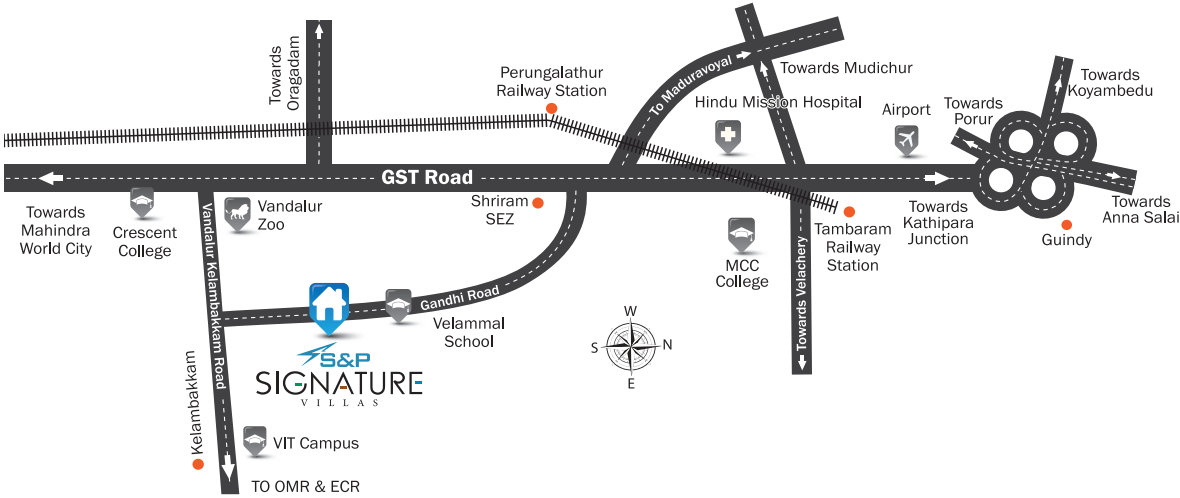 Towards
Oragadam
Perungalathur
Railway Station
To Maduravoyal
Towards Mudichur
Hindu Mission Hospital
Airport
Towards
Porur
Towards
Koyambedu
GST Road
Towards
Mahindra
World City
Crescent
College
Vandalur
Zoo
Vandalur Kelambakkam Road
Shriram
SEZ
MCC
College
Towards Velachery
Tambaram
Railway
Station
Towards
Kathipara
Junction
Guindy
Towards
Anna Salai
Gandhi Road
Velammal
School
S&P
SIGNATURE
VILLAS
W
S
N
E
Kelambakkam
VIT Campus
TO OMR & ECR